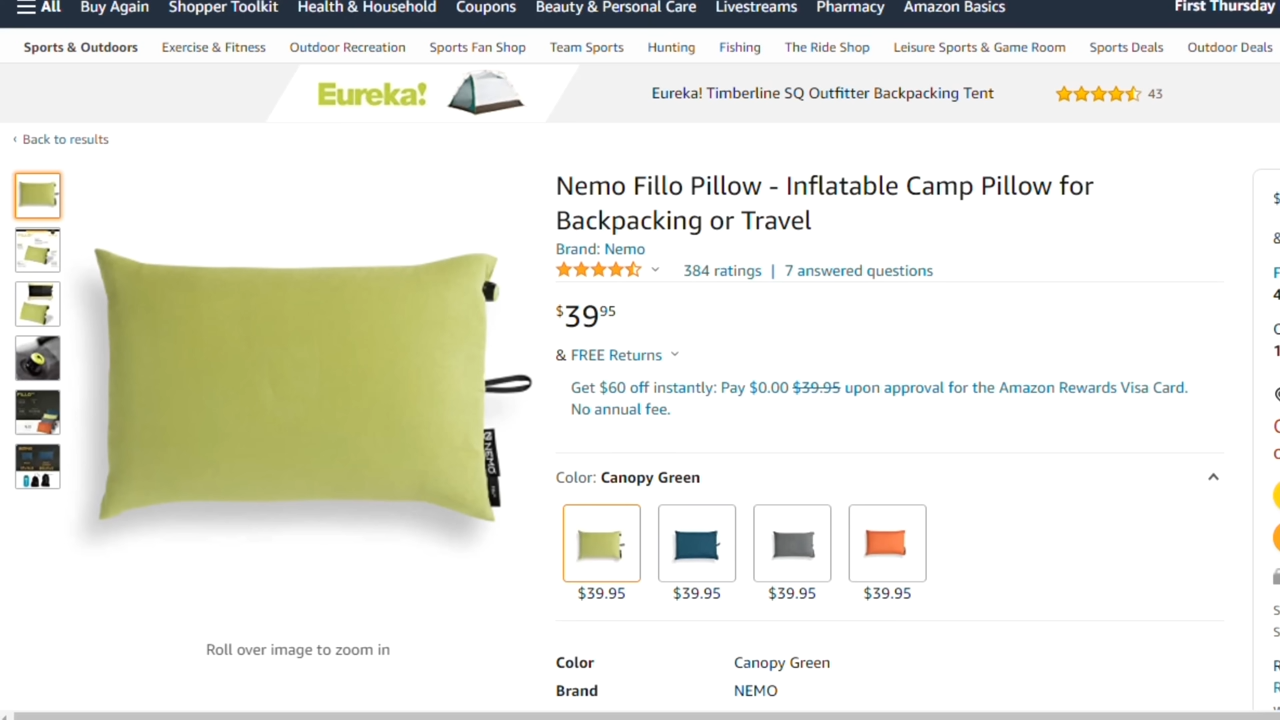 All Buy Again Shopper Toolkit Health & Household Coupons Beauty & Personal Care Livestreams Pharmacy Amazon Basics First Thursday
Sports & Outdoors Exercise & Fitness Outdoor Recreation Sports Fan Shop Team Sports Hunting Fishing The Ride Shop Leisure Sports & Game Room Sports Deals Outdoor Deals
Eureka! Eureka! Timberline SQ Outfitter Backpacking Tent 43
‹ Back to results
Nemo Fillo Pillow - Inflatable Camp Pillow for
Backpacking or Travel
Brand: Nemo
384 ratings | 7 answered questions
$3995
& FREE Returns
Get $60 off instantly: Pay $0.00 $39.95 upon approval for the Amazon Rewards Visa Card.
No annual fee.
NEMO
Color: Canopy Green
$39.95 $39.95 $39.95 $39.95
Roll over image to zoom in
Color Canopy Green
Brand NEMO